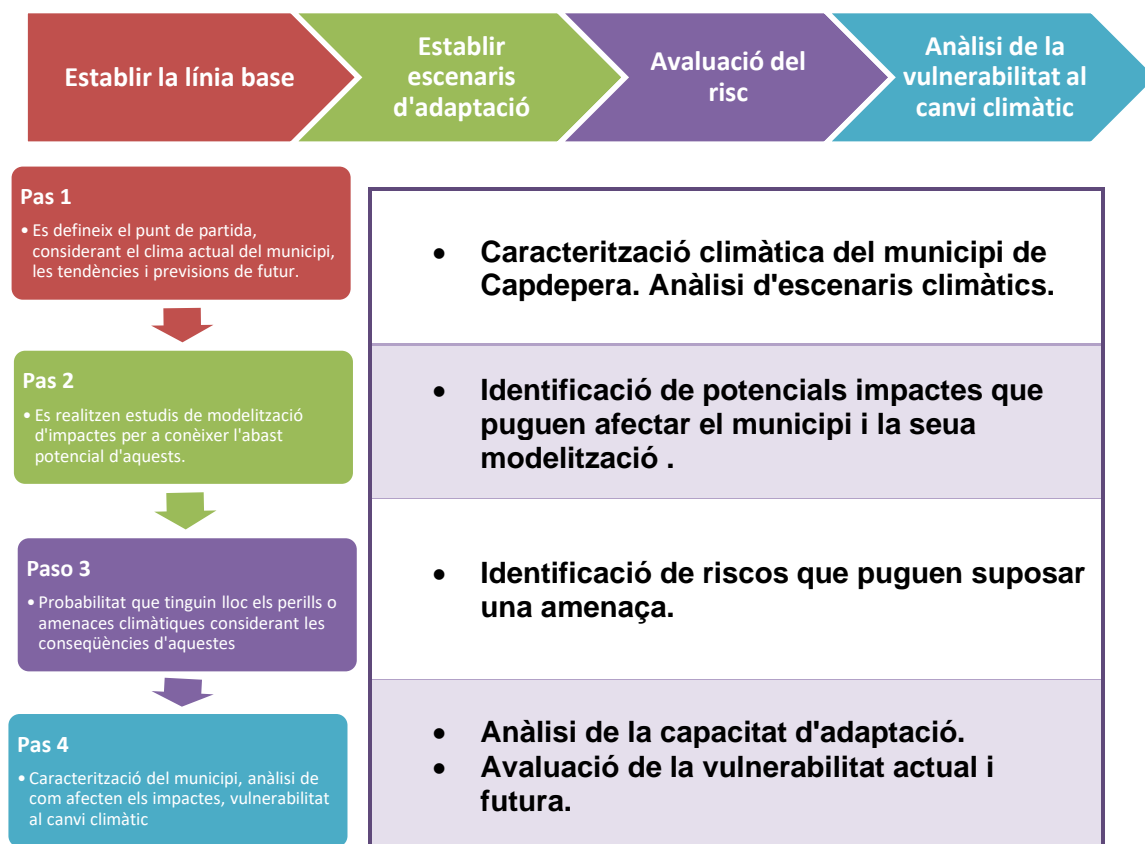 Establir la línia base
Establir
escenaris
d'adaptació
Avaluació del
risc
Anàlisi de la
vulnerabilitat al
canvi climàtic
Pas 1
• Es defineix el punt de partida,
considerant el clima actual del municipi,
les tendències i previsions de futur.
• Caracterització climàtica del municipi de
Capdepera. Anàlisi d'escenaris climàtics.
Pas 2
• Es realitzen estudis de modelització
d'impactes per a conèixer l'abast
potencial d'aquests.
• Identificació de potencials impactes que
puguen afectar el municipi i la seua
modelització .
Paso 3
• Probabilitat que tinguin lloc els perills o
amenaces climàtiques considerant les
conseqüències d'aquestes
• Identificació de riscos que puguen suposar
una amenaça.
Pas 4
• Caracterització del municipi, anàlisi de
com afecten els impactes, vulnerabilitat
al canvi climàtic
• Anàlisi de la capacitat d'adaptació.
• Avaluació de la vulnerabilitat actual i
futura.